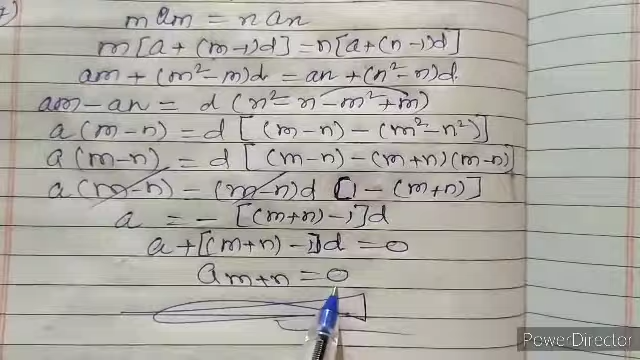 7)
m am = n an
m[a + (m-1)d] = n[a+(n-1)d]
am + (m²-m)d = an + (n²-n)d.
am - an = d(n²-n-m²+m)
a(m-n) = d[(m-n) - (m²-n²)]
a(m-n) = d[(m-n) - (m+n)(m-n)]
a(m-n) - (m-n)d [1 - (m+n)]
a = - [(m+n)-1]d
a + [(m+n)-1]d = 0
am+n = 0
PowerDirector